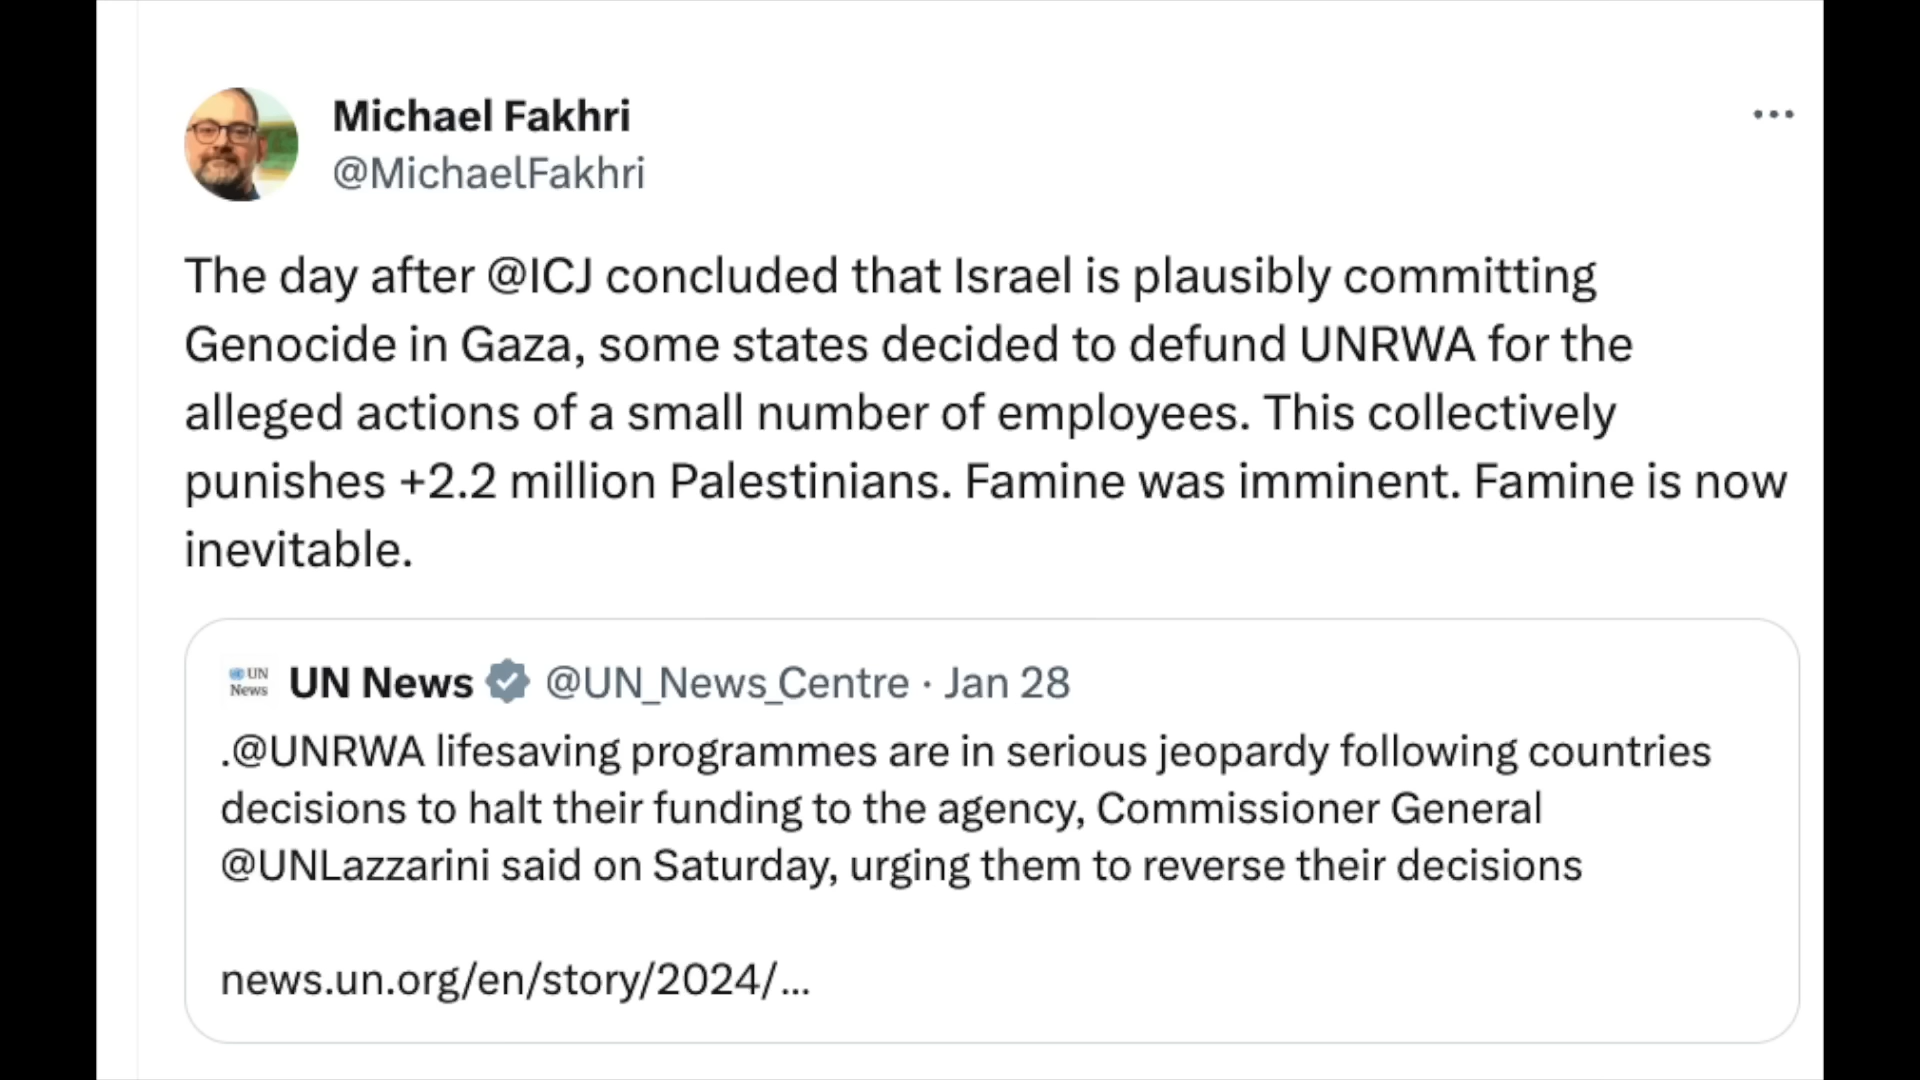 Michael Fakhri
@MichaelFakhri
The day after @ICJ concluded that Israel is plausibly committing
Genocide in Gaza, some states decided to defund UNRWA for the
alleged actions of a small number of employees. This collectively
punishes +2.2 million Palestinians. Famine was imminent. Famine is now
inevitable.
UN
News
UN News @UN_News_Centre · Jan 28
.@UNRWA lifesaving programmes are in serious jeopardy following countries
decisions to halt their funding to the agency, Commissioner General
@UNLazzarini said on Saturday, urging them to reverse their decisions
news.un.org/en/story/2024/...